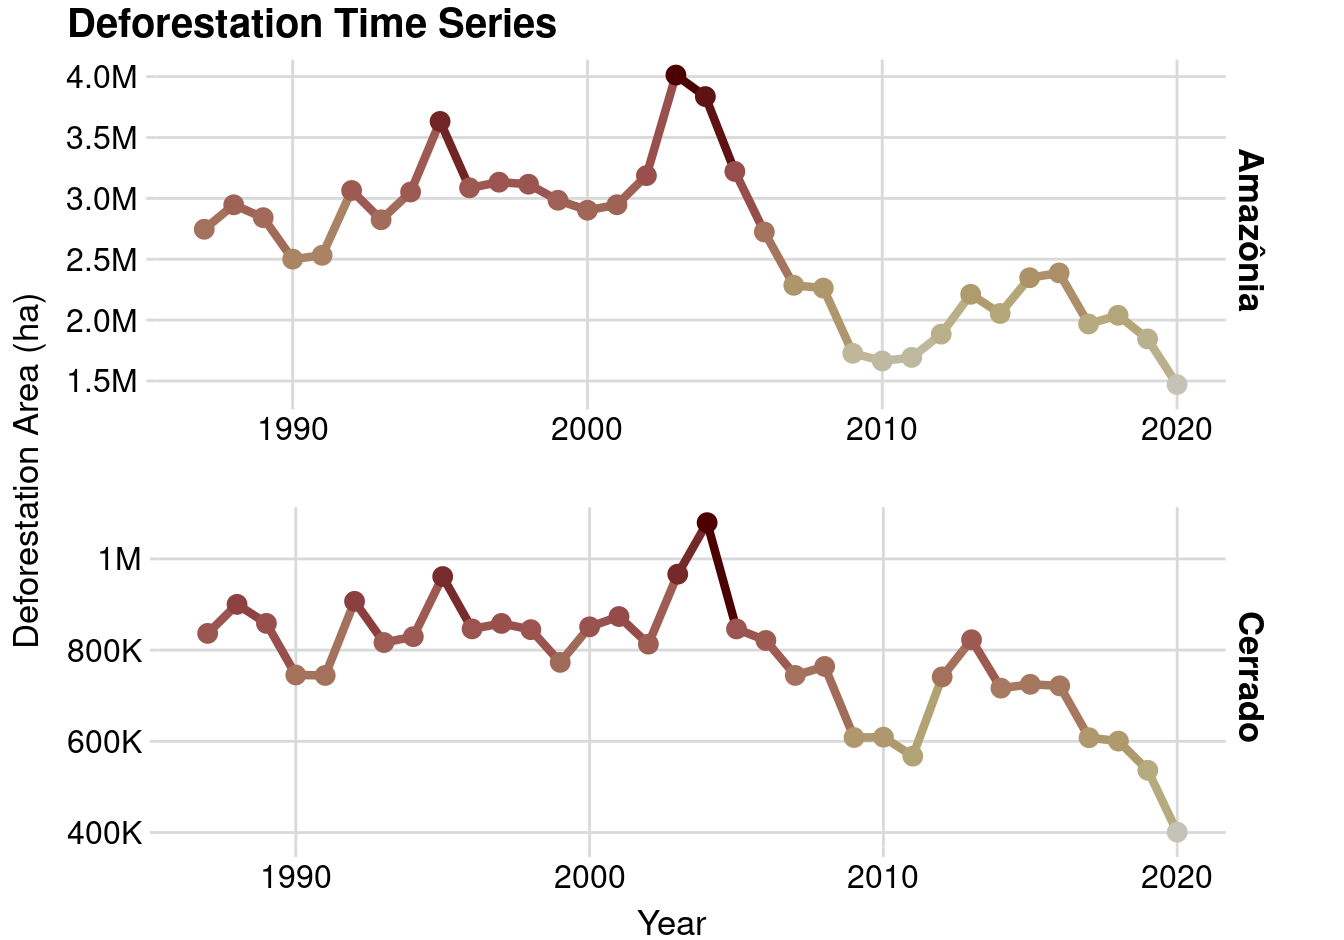 Deforestation Time Series
Deforestation Area (ha)
4.0M
3.5M
3.0M
2.5M
2.0M
1.5M
1990 2000 2010 2020
Amazônia
1M
800K
600K
400K
1990 2000 2010 2020
Cerrado
Year